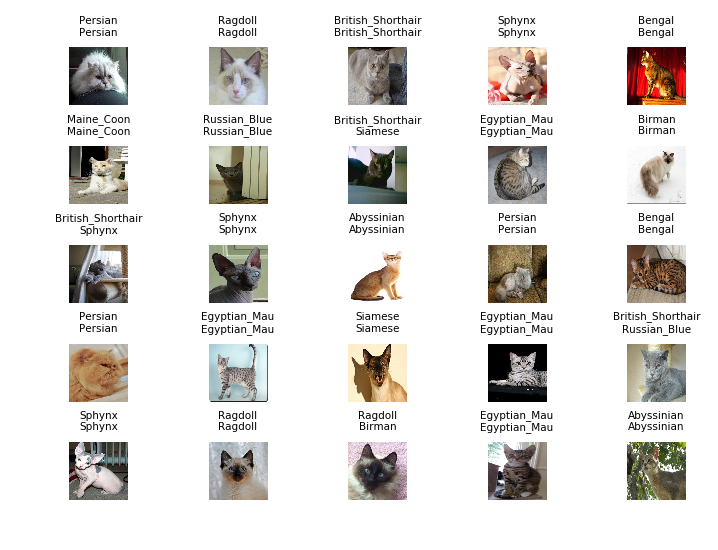 Persian Ragdoll British_Shorthair Sphynx Bengal
Persian Ragdoll British_Shorthair Sphynx Bengal
Maine_Coon Russian_Blue British_Shorthair Egyptian_Mau Birman
Maine_Coon Russian_Blue Siamese Egyptian_Mau Birman
British_Shorthair Sphynx Abyssinian Persian Bengal
Sphynx Sphynx Abyssinian Persian Bengal
Persian Egyptian_Mau Siamese Egyptian_Mau British_Shorthair
Persian Egyptian_Mau Siamese Egyptian_Mau Russian_Blue
Sphynx Ragdoll Ragdoll Egyptian_Mau Abyssinian
Sphynx Ragdoll Birman Egyptian_Mau Abyssinian